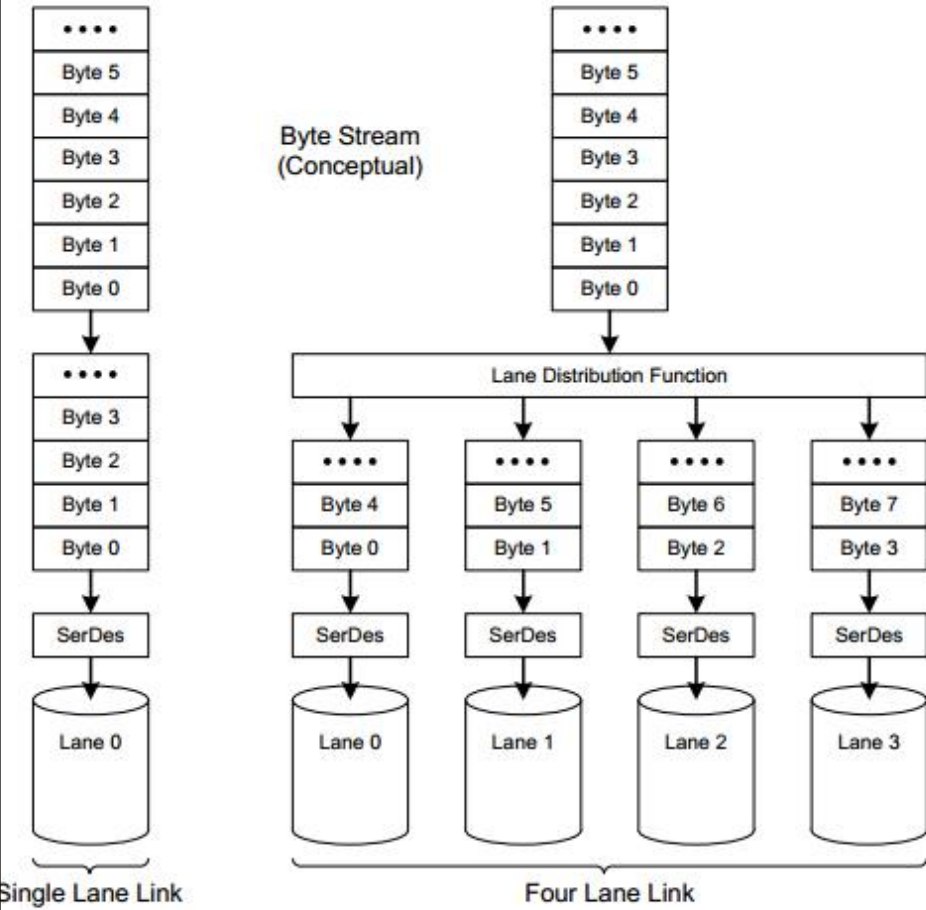 ••••
Byte 5
Byte 4
Byte 3
Byte 2
Byte 1
Byte 0
••••
Byte 3
Byte 2
Byte 1
Byte 0
SerDes
Lane 0
Single Lane Link
Byte Stream
(Conceptual)
••••
Byte 5
Byte 4
Byte 3
Byte 2
Byte 1
Byte 0
Lane Distribution Function
•••• •••• •••• ••••
Byte 4 Byte 5 Byte 6 Byte 7
Byte 0 Byte 1 Byte 2 Byte 3
SerDes SerDes SerDes SerDes
Lane 0 Lane 1 Lane 2 Lane 3
Four Lane Link